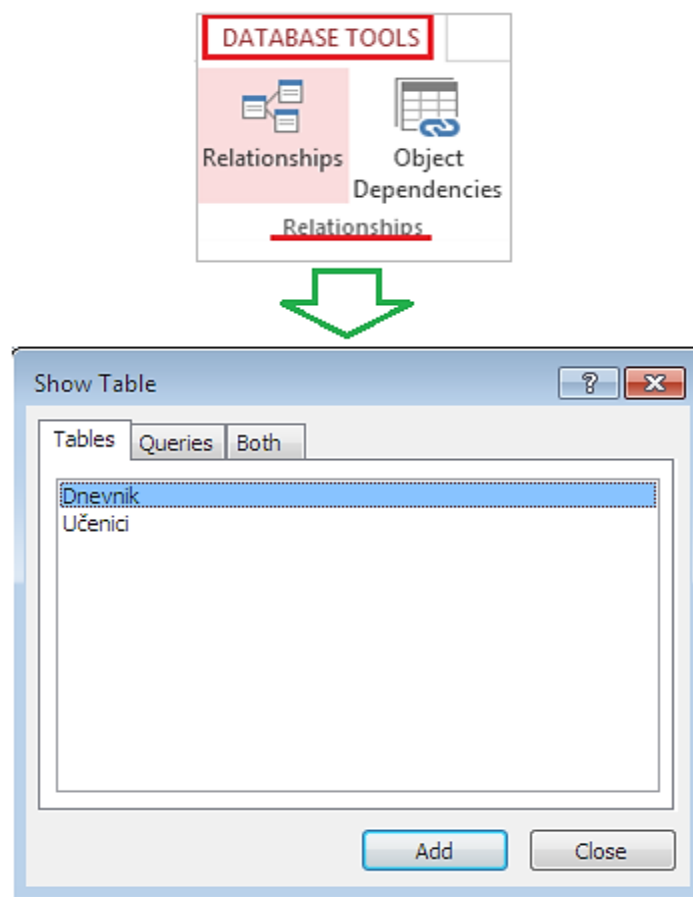 DATABASE TOOLS
Relationships
Object
Dependencies
Relationships
Show Table
?
Tables
Queries
Both
Dnevnik
Učenici
Add
Close